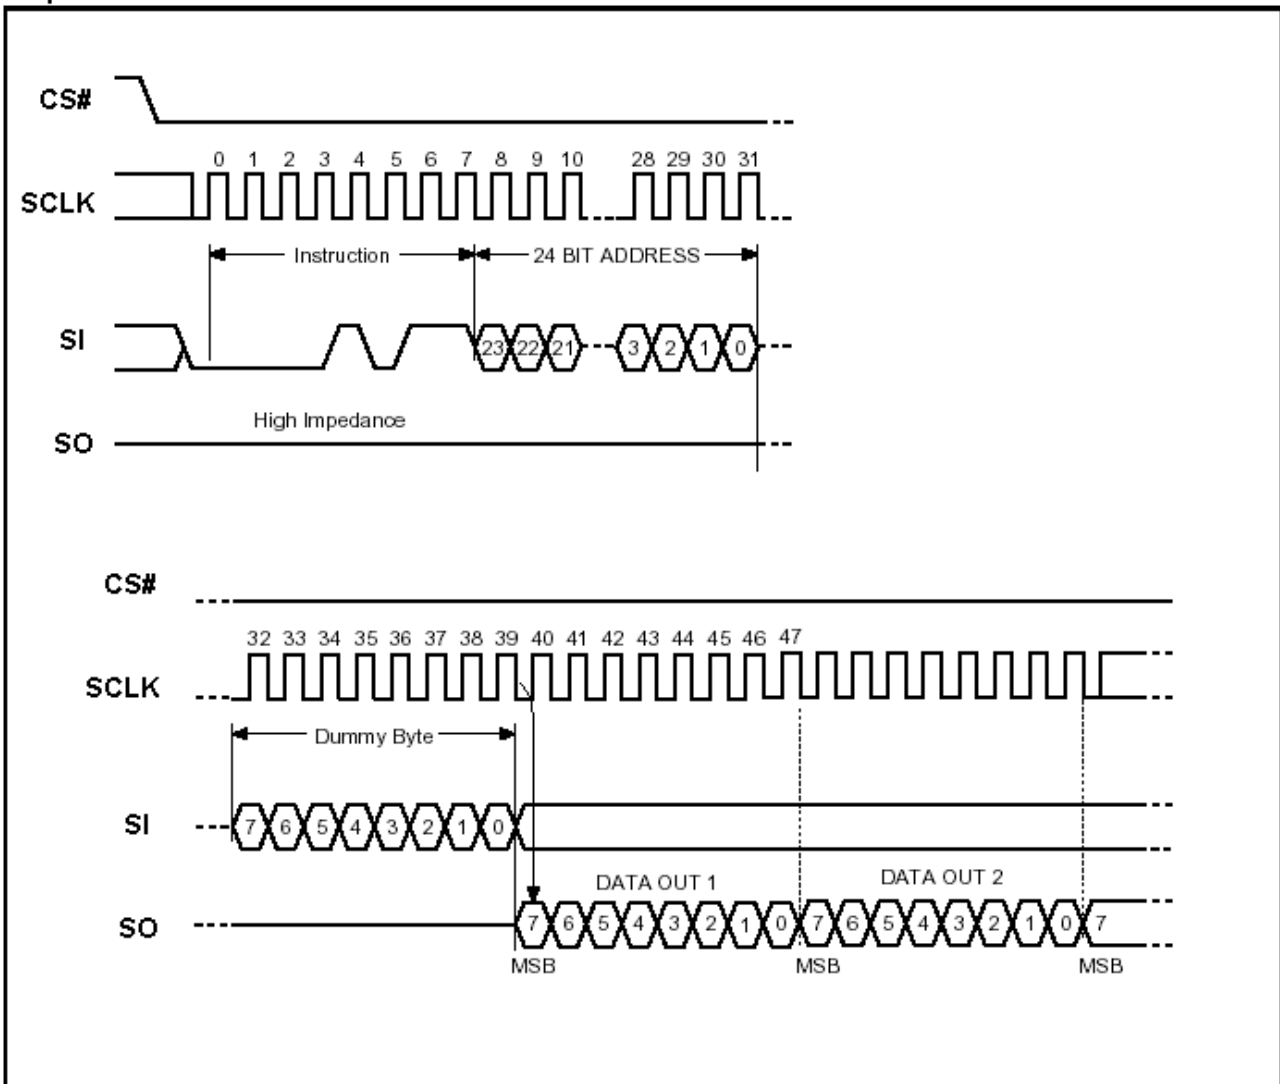 CS#
0 1 2 3 4 5 6 7 8 9 10 28 29 30 31
SCLK
Instruction 24 BIT ADDRESS
SI 23 22 21 3 2 1 0
High Impedance
SO
CS#
32 33 34 35 36 37 38 39 40 41 42 43 44 45 46 47
SCLK
Dummy Byte
SI 7 6 5 4 3 2 1 0
DATA OUT 1 DATA OUT 2
SO 7 6 5 4 3 2 1 0 7 6 5 4 3 2 1 0 7
MSB MSB MSB